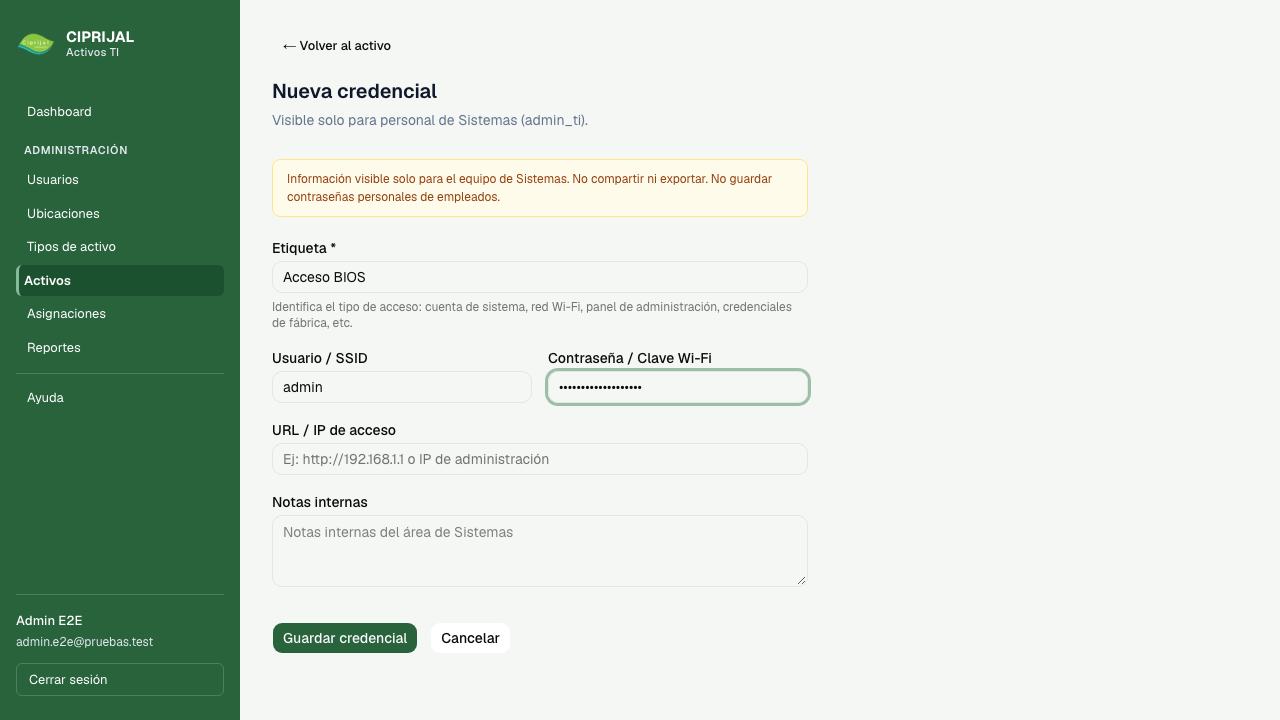 Ciprijal
CIPRIJAL
Activos TI
Dashboard
ADMINISTRACIÓN
Usuarios
Ubicaciones
Tipos de activo
Activos
Asignaciones
Reportes
Ayuda
Admin E2E
admin.e2e@pruebas.test
Cerrar sesión
← Volver al activo
Nueva credencial
Visible solo para personal de Sistemas (admin_ti).
Información visible solo para el equipo de Sistemas. No compartir ni exportar. No guardar
contraseñas personales de empleados.
Etiqueta *
Acceso BIOS
Identifica el tipo de acceso: cuenta de sistema, red Wi-Fi, panel de administración, credenciales
de fábrica, etc.
Usuario / SSID
Contraseña / Clave Wi-Fi
admin
•••••••••••••••••••
URL / IP de acceso
Ej: http://192.168.1.1 o IP de administración
Notas internas
Notas internas del área de Sistemas
Guardar credencial
Cancelar